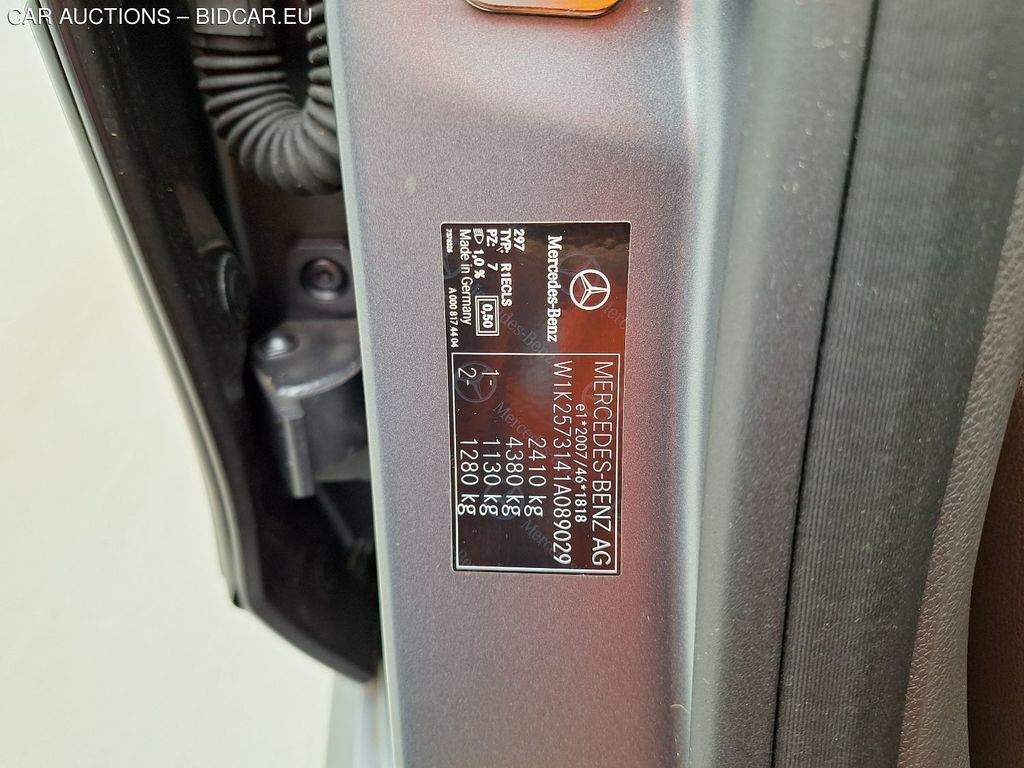 CAR AUCTIONS – BIDCAR.EU
Mercedes-Benz
297
TYP: R1ECLS
PZ: 7
0,50
1,0 %
Made in Germany
A 000 817 44 04
MERCEDES-BENZ AG
e1*2007/46*1818
W1K2573141A089029
2410 kg
4380 kg
1- 1130 kg
2- 1280 kg